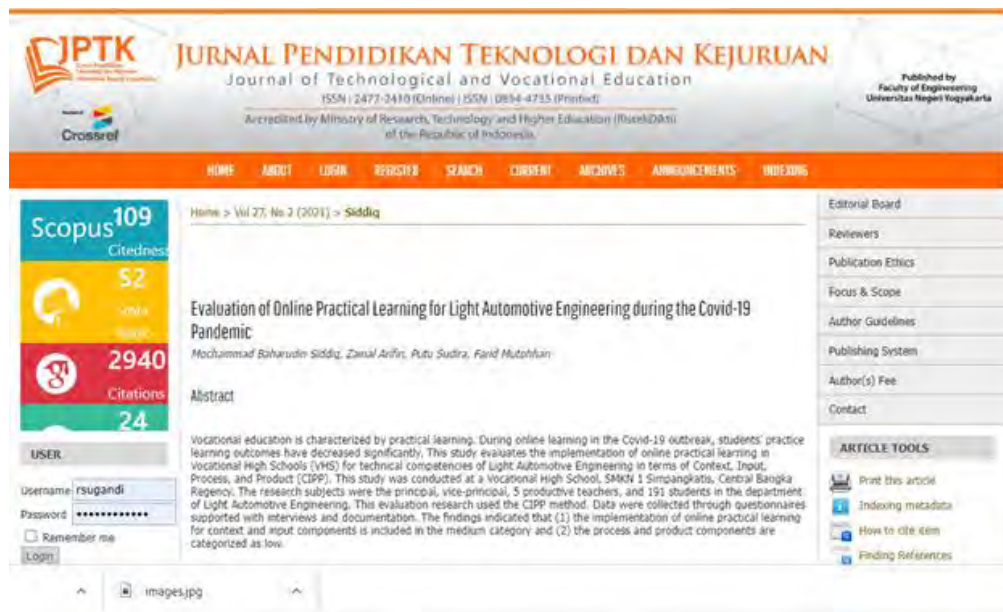 JPTK
JURNAL PENDIDIKAN TEKNOLOGI DAN KEJURUAN
Journal of Technological and Vocational Education
ISSN : 2477-2410 (Online) | ISSN : 0854-4735 (Printed)
Accredited by Ministry of Research, Technology and Higher Education (RistekDikti)
of the Republic of Indonesia.
Crossref
Published by
Faculty of Engineering
Universitas Negeri Yogyakarta
HOME ABOUT LOGIN REGISTER SEARCH CURRENT ARCHIVES ANNOUNCEMENTS INDEXING
Scopus 109
Citedness
52
2940
Citations
24
USER
Username rsugandi
Password ••••••••••••
Remember me
Login
Home > Vol 27, No 2 (2021) > Siddiq
Evaluation of Online Practical Learning for Light Automotive Engineering during the Covid-19
Pandemic
Mochammad Baharudin Siddiq, Zainal Arifin, Putu Sudira, Farid Mutohhari
Abstract
Vocational education is characterized by practical learning. During online learning in the Covid-19 outbreak, students' practice
learning outcomes have decreased significantly. This study evaluates the implementation of online practical learning in
Vocational High Schools (VHS) for technical competencies of Light Automotive Engineering in terms of Context, Input,
Process, and Product (CIPP). This study was conducted at a Vocational High School, SMKN 1 Simpangkatis, Central Bangka
Regency. The research subjects were the principal, vice-principal, 5 productive teachers, and 191 students in the department
of Light Automotive Engineering. This evaluation research used the CIPP method. Data were collected through questionnaires
supported with interviews and documentation. The findings indicated that (1) the implementation of online practical learning
for context and input components is included in the medium category and (2) the process and product components are
categorized as low.
Editorial Board
Reviewers
Publication Ethics
Focus & Scope
Author Guidelines
Publishing System
Author(s) Fee
Contact
ARTICLE TOOLS
Print this article
Indexing metadata
How to cite item
Finding References
images.jpg